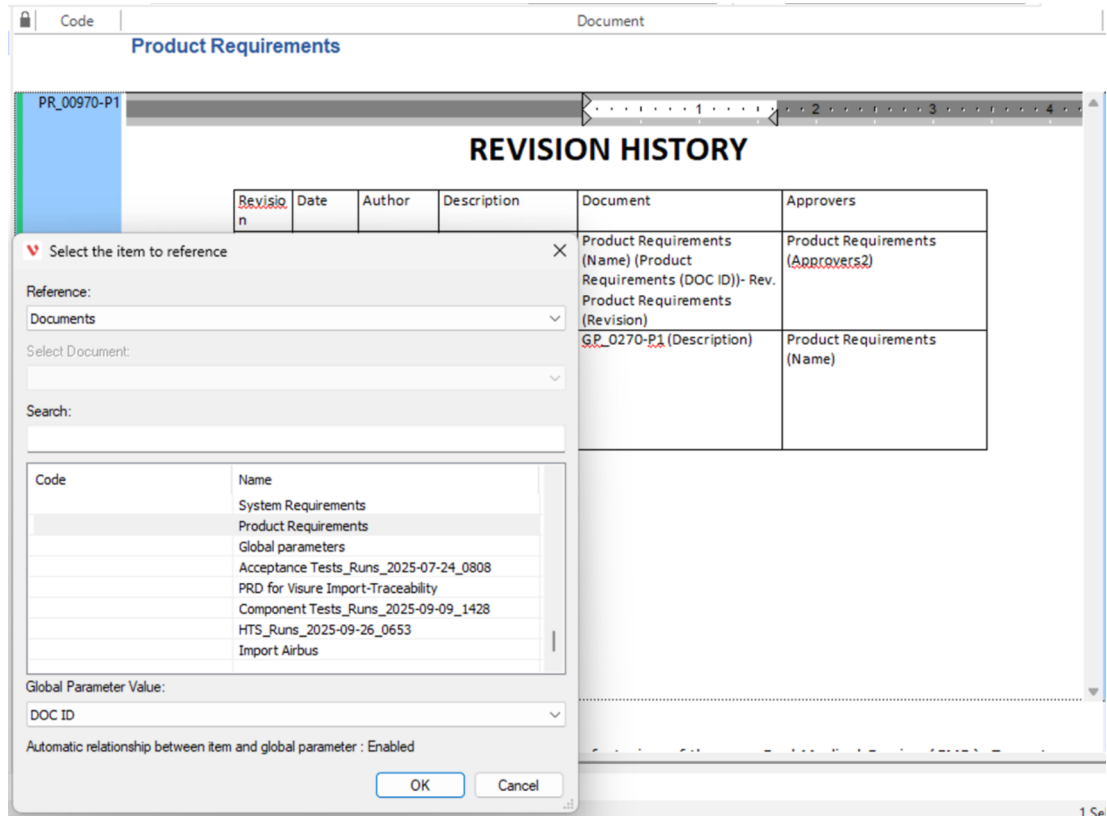 Code Document
Product Requirements
PR_00970-P1
1 2 3 4
REVISION HISTORY
Revisio
n
Date
Author
Description
Document
Approvers
Product Requirements
(Name) (Product
Requirements (DOC ID))- Rev.
Product Requirements
(Revision)
Product Requirements
(Approvers2)
GP_0270-P1 (Description)
Product Requirements
(Name)
Select the item to reference
Reference:
Documents
Select Document:
Search:
Code Name
System Requirements
Product Requirements
Global parameters
Acceptance Tests_Runs_2025-07-24_0808
PRD for Visure Import-Traceability
Component Tests_Runs_2025-09-09_1428
HTS_Runs_2025-09-26_0653
Import Airbus
Global Parameter Value:
DOC ID
Automatic relationship between item and global parameter : Enabled
OK Cancel